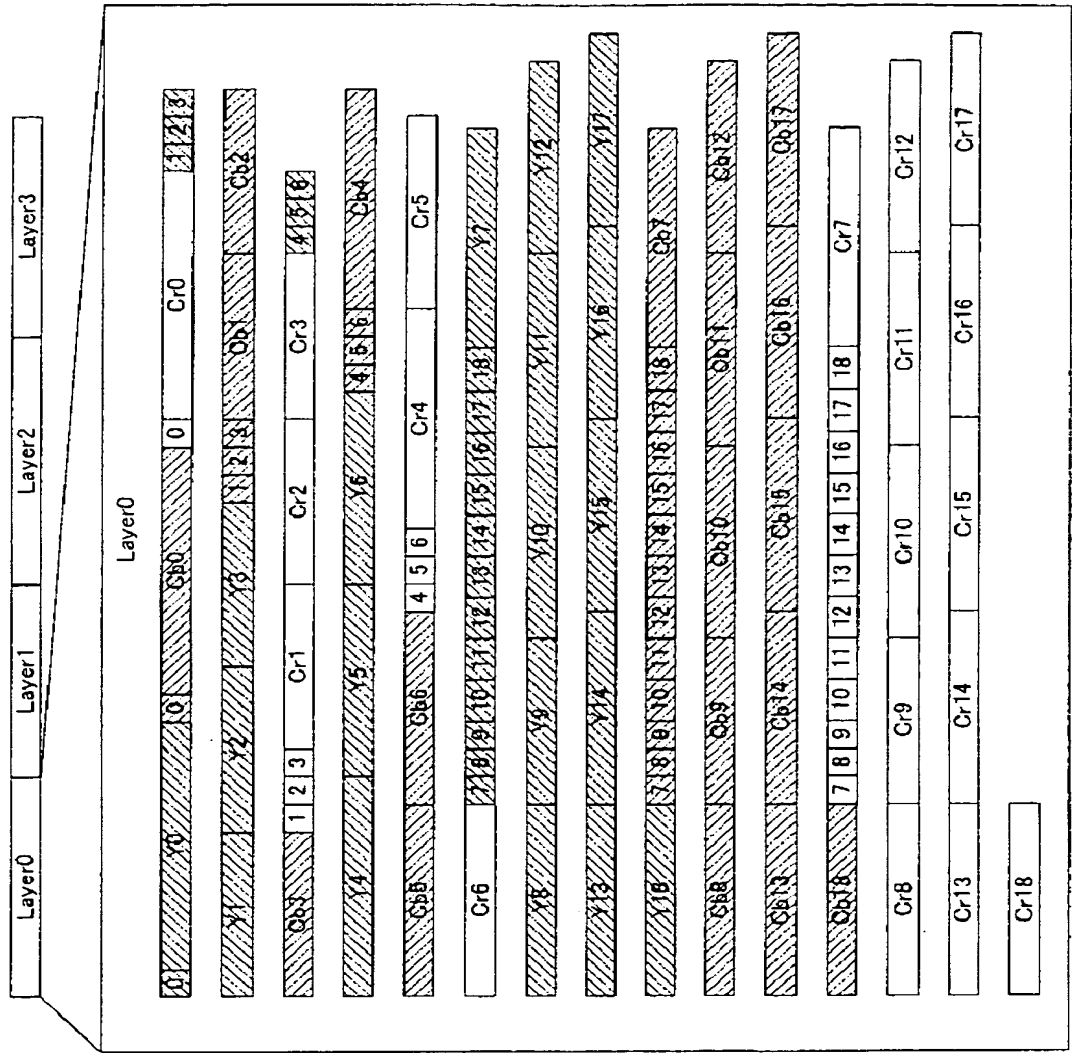 Layer0 Layer1 Layer2 Layer3
Layer0
0 Y0 0 Cb0 0 Cr0 1 2 3
Y1 Y2 Y3 1 2 3 Cb1 Cb2
Cb3 1 2 3 Cr1 Cr2 Cr3 4 5 6
Y4 Y5 Y6 4 5 6 Cb4
Cb5 Cb6 4 5 6 Cr4 Cr5
Cr6 7 8 9 10 11 12 13 14 15 16 17 18 Y7
Y8 Y9 Y10 Y11 Y12
Y13 Y14 Y15 Y16 Y17
Y18 7 8 9 10 11 12 13 14 15 16 17 18 Cb7
Cb8 Cb9 Cb10 Cb11 Cb12
Cb13 Cb14 Cb15 Cb16 Cb17
Cb18 7 8 9 10 11 12 13 14 15 16 17 18 Cr7
Cr8 Cr9 Cr10 Cr11 Cr12
Cr13 Cr14 Cr15 Cr16 Cr17
Cr18